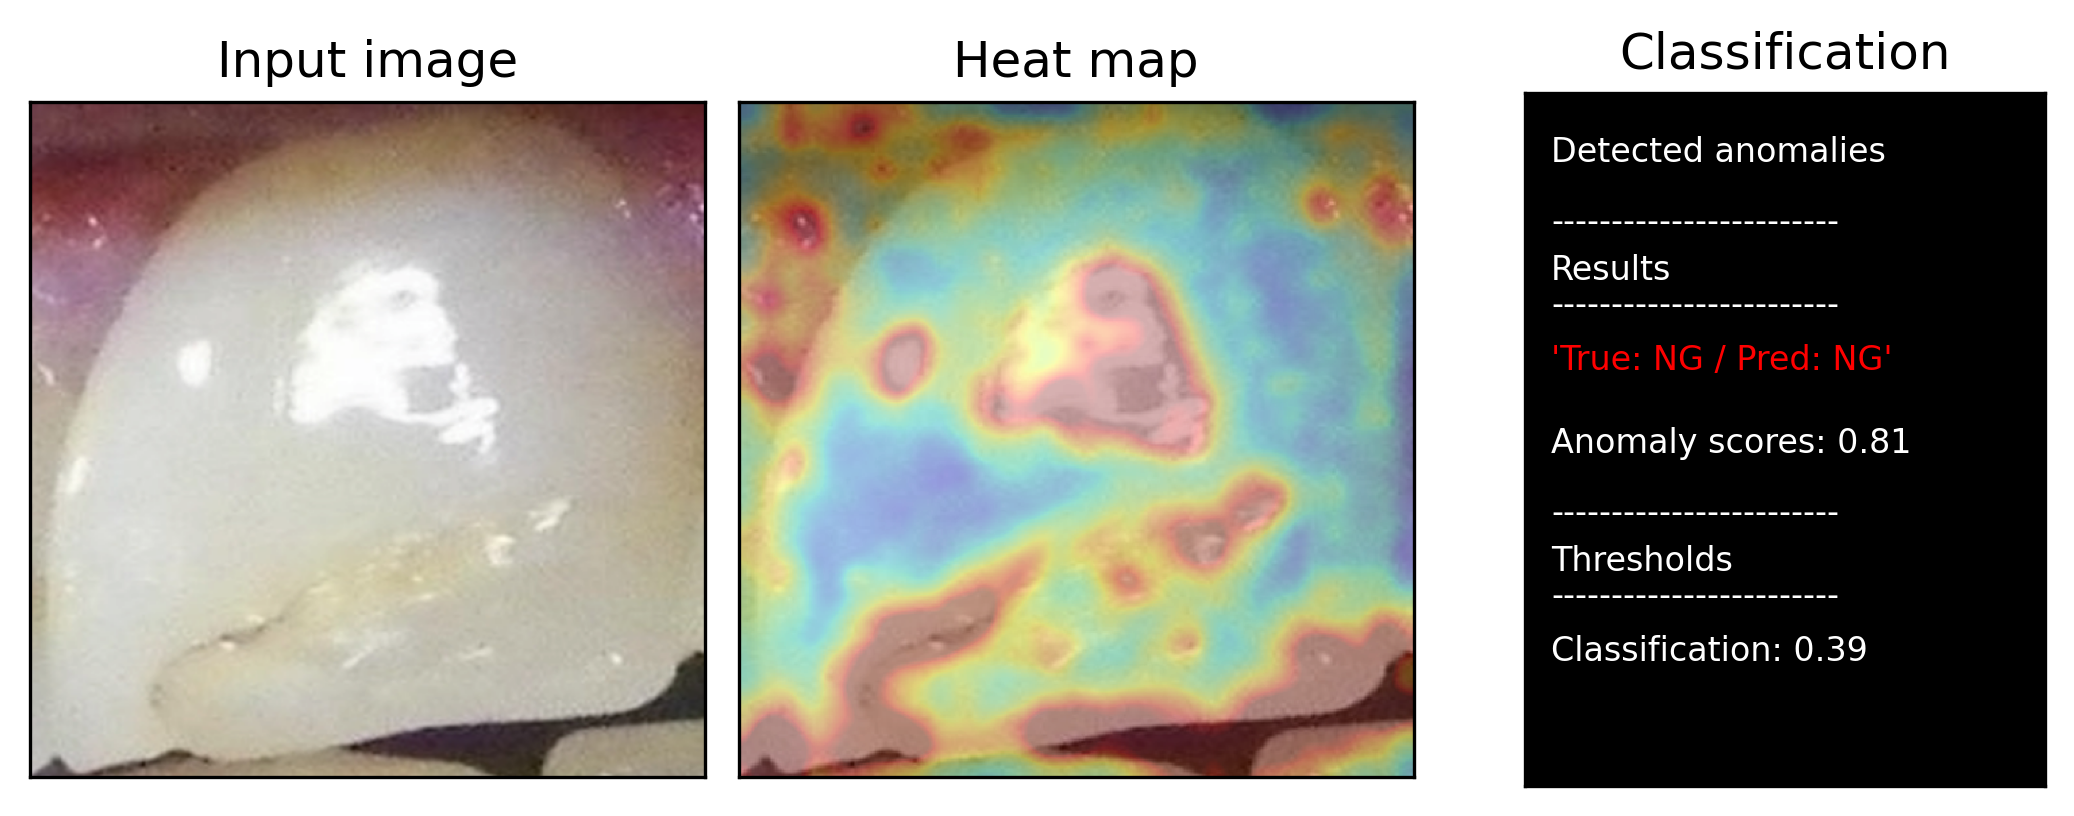 Input image
Heat map
Classification
Detected anomalies
------------------------
Results
------------------------
'True: NG / Pred: NG'
Anomaly scores: 0.81
------------------------
Thresholds
------------------------
Classification: 0.39